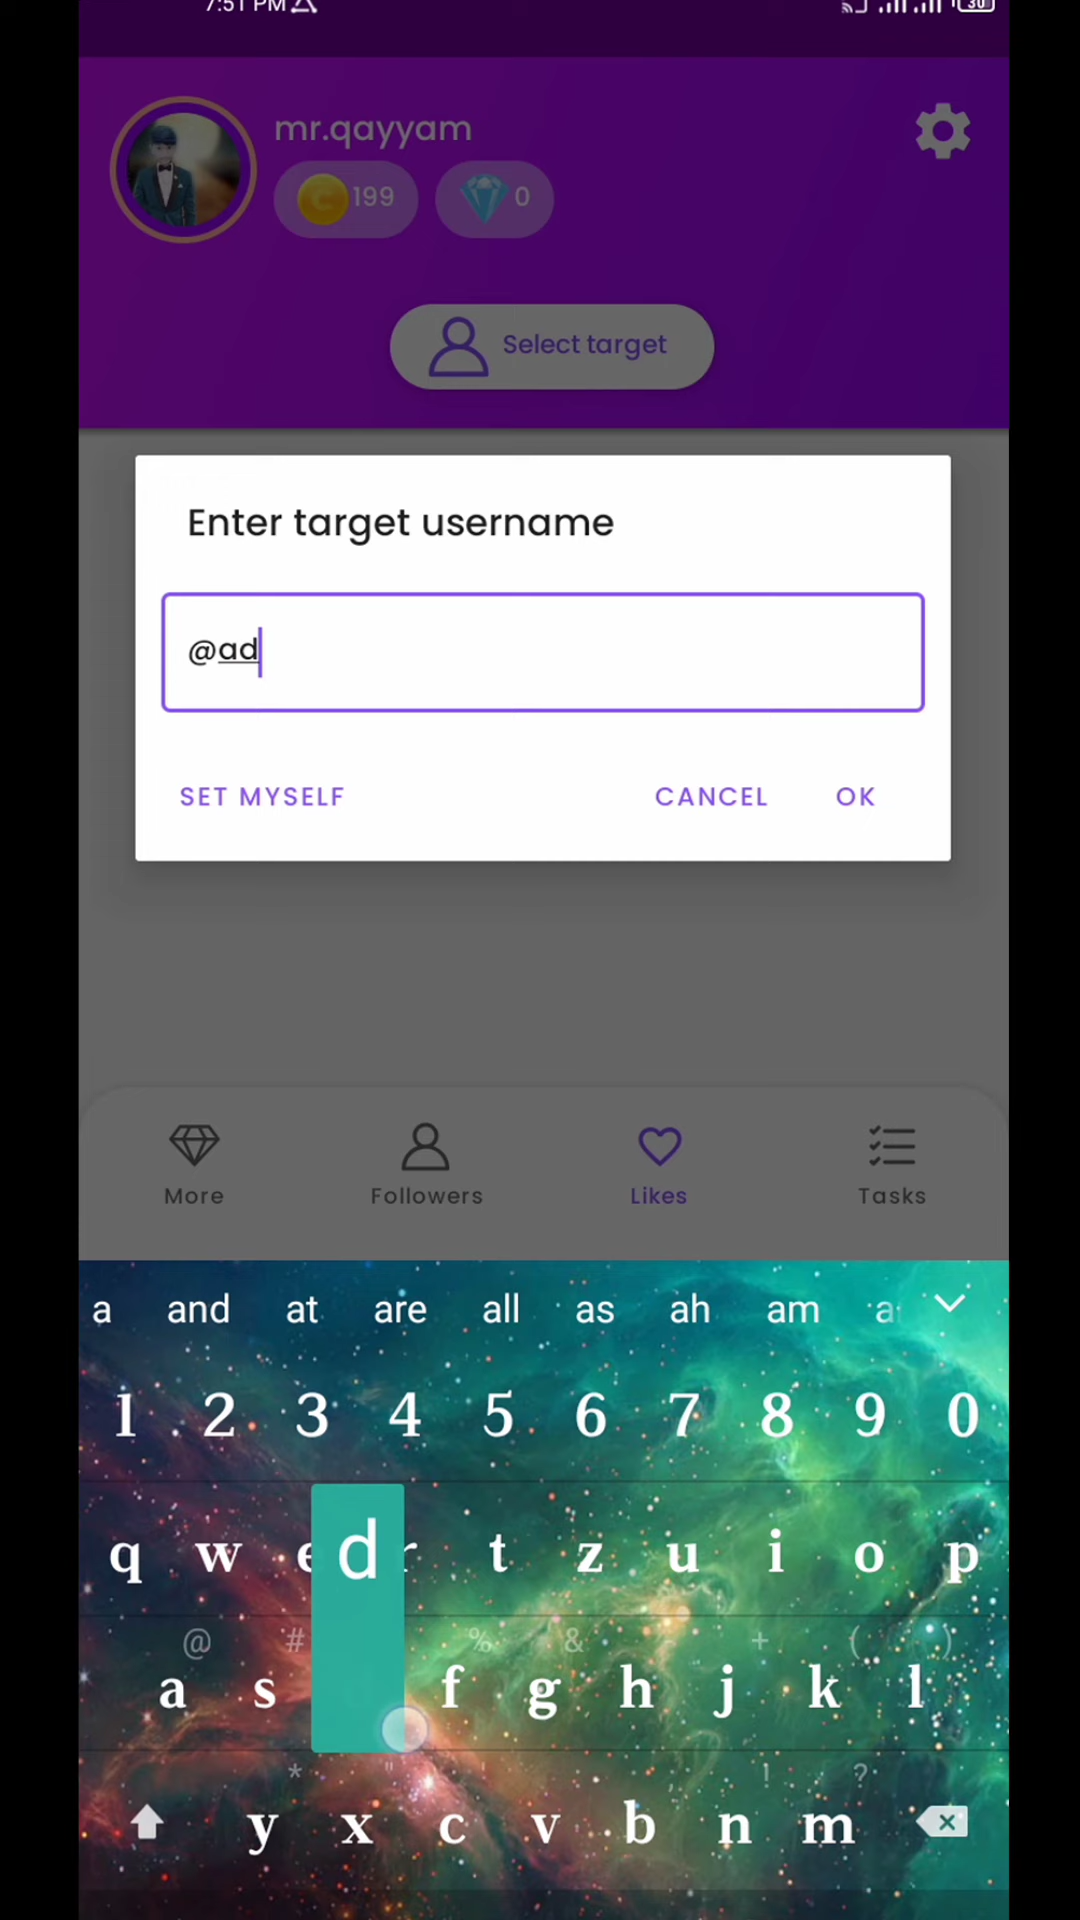 7:51 PM
30
mr.qayyam
199
0
Select target
Enter target username
@ad
SET MYSELF
CANCEL
OK
More
Followers
Likes
Tasks
a and at are all as ah am a
1 2 3 4 5 6 7 8 9 0
q w e d r t z u i o p
@ # % & + ( )
a s f g h j k l
* " ' ! ?
y x c v b n m